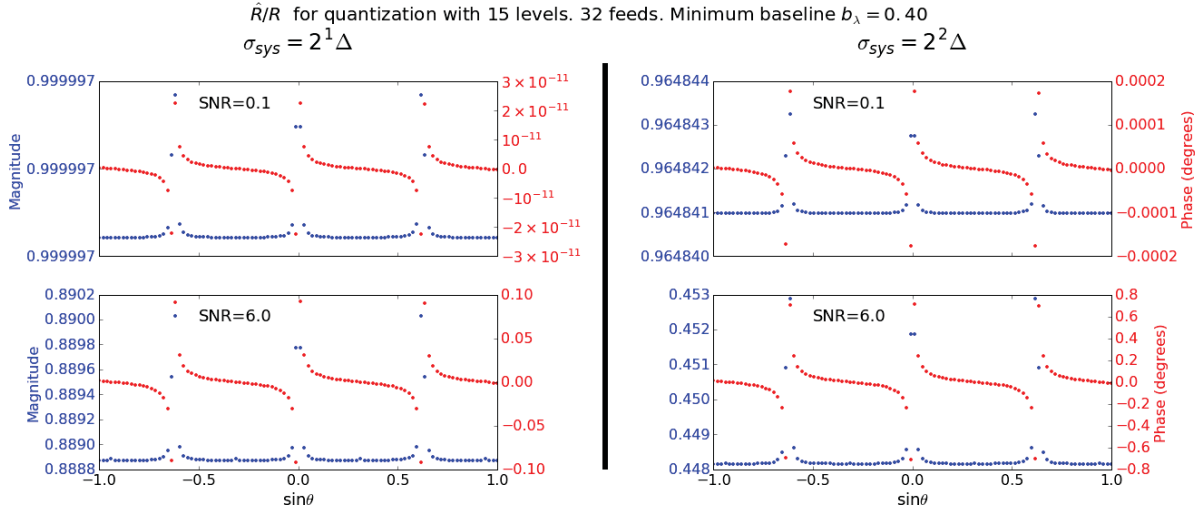 R̂/R for quantization with 15 levels. 32 feeds. Minimum baseline b_λ = 0.40
σ_sys = 2^1Δ
σ_sys = 2^2Δ
0.999997
0.999997
0.999997
Magnitude
SNR=0.1
3 × 10^−11
2 × 10^−11
10^−11
0.0
−10^−11
−2 × 10^−11
−3 × 10^−11
0.964844
0.964843
0.964842
0.964841
0.964840
SNR=0.1
0.0002
0.0001
0.0000
−0.0001
−0.0002
Phase (degrees)
0.8902
0.8900
0.8898
0.8896
0.8894
0.8892
0.8890
0.8888
Magnitude
SNR=6.0
0.10
0.05
0.00
−0.05
−0.10
−1.0 −0.5 0.0 0.5 1.0
sinθ
0.453
0.452
0.451
0.450
0.449
0.448
SNR=6.0
0.8
0.6
0.4
0.2
0.0
−0.2
−0.4
−0.6
−0.8
Phase (degrees)
−1.0 −0.5 0.0 0.5 1.0
sinθ